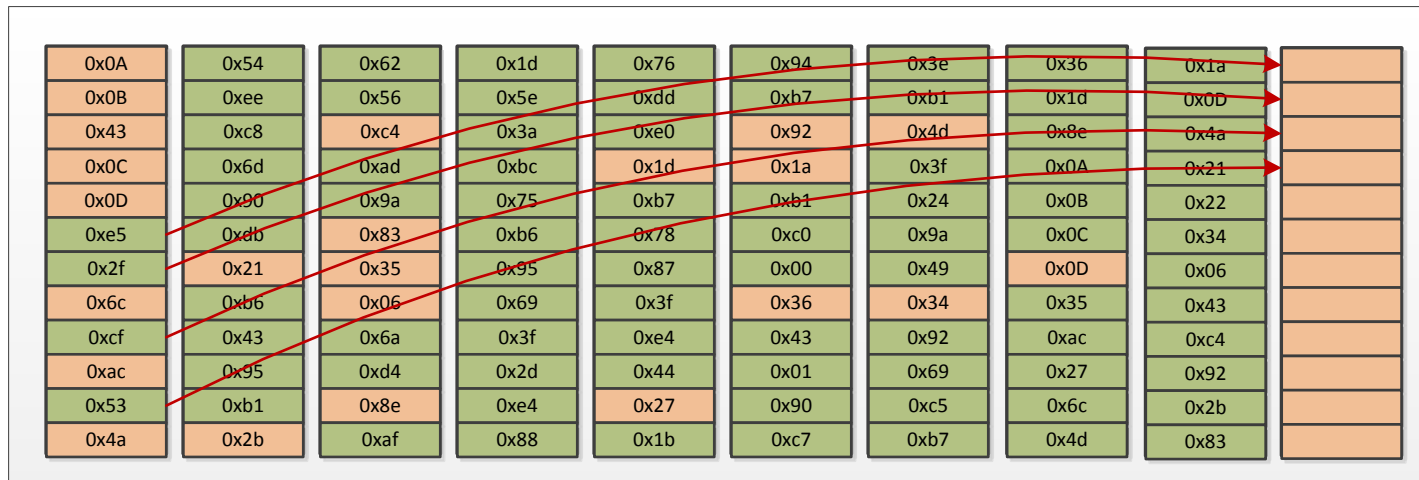 0x0A 0x54 0x62 0x1d 0x76 0x94 0x3e 0x36 0x1a
0x0B 0xee 0x56 0x5e 0xdd 0xb7 0xb1 0x1d 0x0D
0x43 0xc8 0xc4 0x3a 0xe0 0x92 0x4d 0x8e 0x4a
0x0C 0x6d 0xad 0xbc 0x1d 0x1a 0x3f 0x0A 0x21
0x0D 0x90 0x9a 0x75 0xb7 0xb1 0x24 0x0B 0x22
0xe5 0xdb 0x83 0xb6 0x78 0xc0 0x9a 0x0C 0x34
0x2f 0x21 0x35 0x95 0x87 0x00 0x49 0x0D 0x06
0x6c 0xb6 0x06 0x69 0x3f 0x36 0x34 0x35 0x43
0xcf 0x43 0x6a 0x3f 0xe4 0x43 0x92 0xac 0xc4
0xac 0x95 0xd4 0x2d 0x44 0x01 0x69 0x27 0x92
0x53 0xb1 0x8e 0xe4 0x27 0x90 0xc5 0x6c 0x2b
0x4a 0x2b 0xaf 0x88 0x1b 0xc7 0xb7 0x4d 0x83